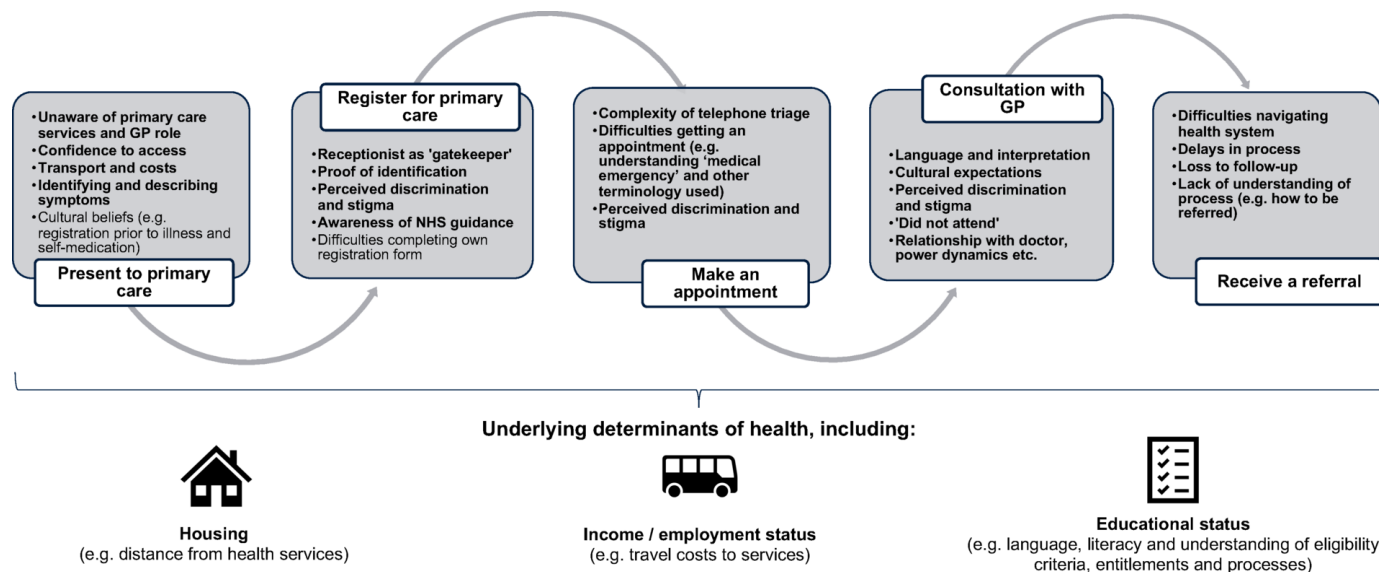 •Unaware of primary care
services and GP role
•Confidence to access
•Transport and costs
•Identifying and describing
symptoms
•Cultural beliefs (e.g.
registration prior to illness and
self-medication)
Present to primary
care
Register for primary
care
•Receptionist as 'gatekeeper'
•Proof of identification
•Perceived discrimination
and stigma
•Awareness of NHS guidance
•Difficulties completing own
registration form
•Complexity of telephone triage
•Difficulties getting an
appointment (e.g.
understanding ‘medical
emergency’ and other
terminology used)
•Perceived discrimination and
stigma
Make an
appointment
Consultation with
GP
•Language and interpretation
•Cultural expectations
•Perceived discrimination
and stigma
•'Did not attend'
•Relationship with doctor,
power dynamics etc.
•Difficulties navigating
health system
•Delays in process
•Loss to follow-up
•Lack of understanding of
process (e.g. how to be
referred)
Receive a referral
Underlying determinants of health, including:
Housing
(e.g. distance from health services)
Income / employment status
(e.g. travel costs to services)
Educational status
(e.g. language, literacy and understanding of eligibility
criteria, entitlements and processes)